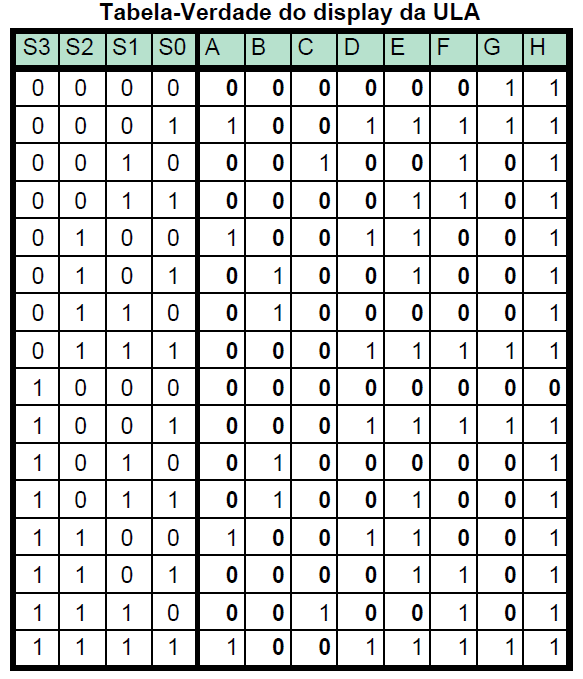 Tabela-Verdade do display da ULA
S3 S2 S1 S0 A B C D E F G H
0 0 0 0 0 0 0 0 0 0 1 1
0 0 0 1 1 0 0 1 1 1 1 1
0 0 1 0 0 0 1 0 0 1 0 1
0 0 1 1 0 0 0 0 1 1 0 1
0 1 0 0 1 0 0 1 1 0 0 1
0 1 0 1 0 1 0 0 1 0 0 1
0 1 1 0 0 1 0 0 0 0 0 1
0 1 1 1 0 0 0 1 1 1 1 1
1 0 0 0 0 0 0 0 0 0 0 0
1 0 0 1 0 0 0 1 1 1 1 1
1 0 1 0 0 1 0 0 0 0 0 1
1 0 1 1 0 1 0 0 1 0 0 1
1 1 0 0 1 0 0 1 1 0 0 1
1 1 0 1 0 0 0 0 1 1 0 1
1 1 1 0 0 0 1 0 0 1 0 1
1 1 1 1 1 0 0 1 1 1 1 1